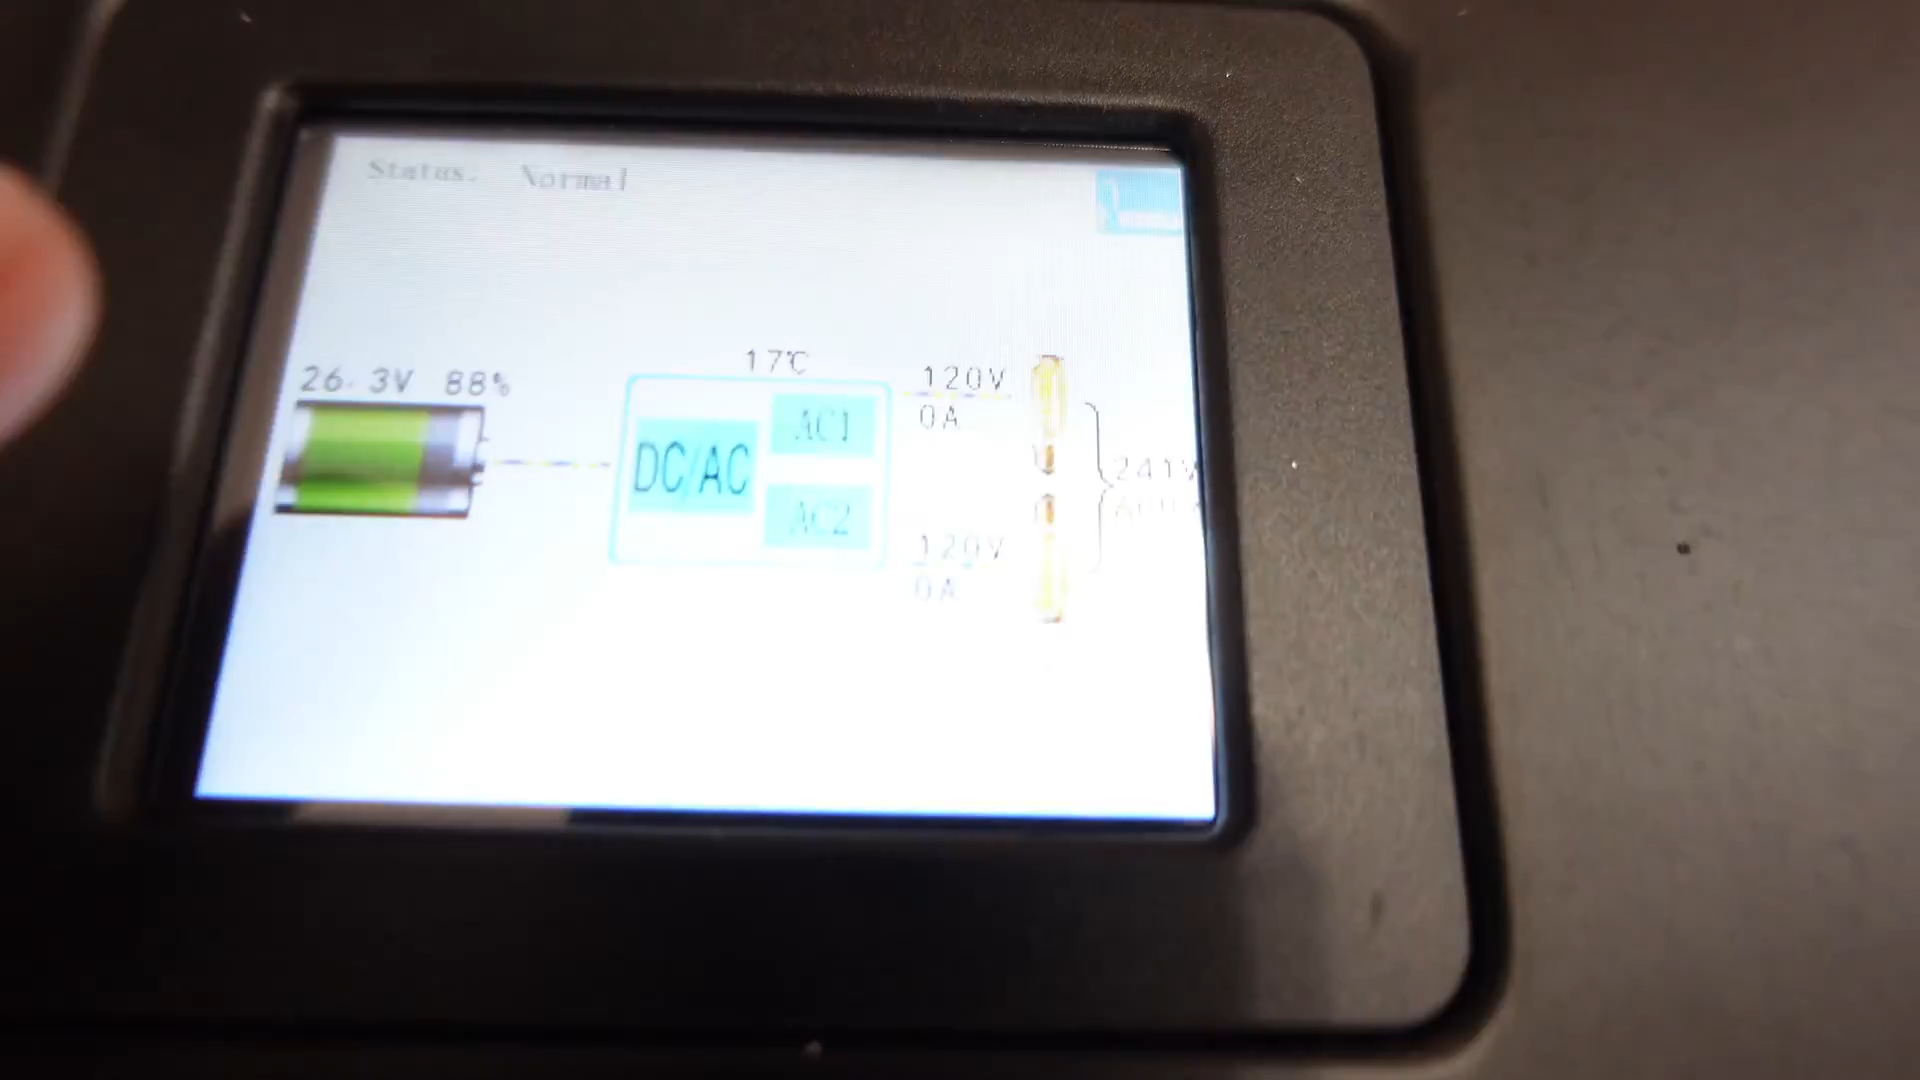 Status: Normal
26.3V 88%
17℃
DC/AC
AC1
AC2
120V
0A
120V
0A
241V